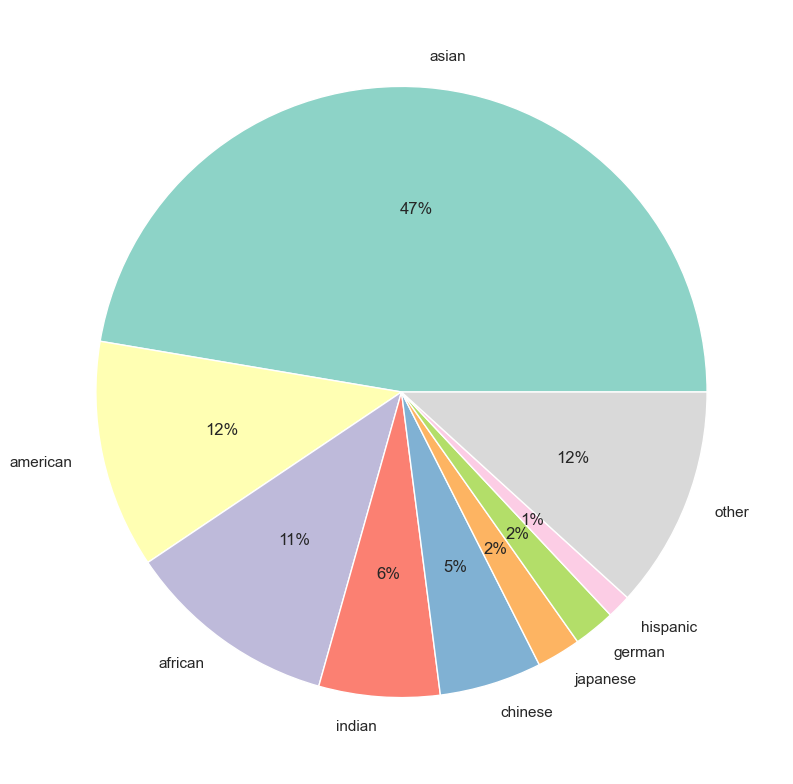 asian
47%
12%
american
12%
other
11%
1%
2%
2%
5%
6%
african
hispanic
german
japanese
chinese
indian